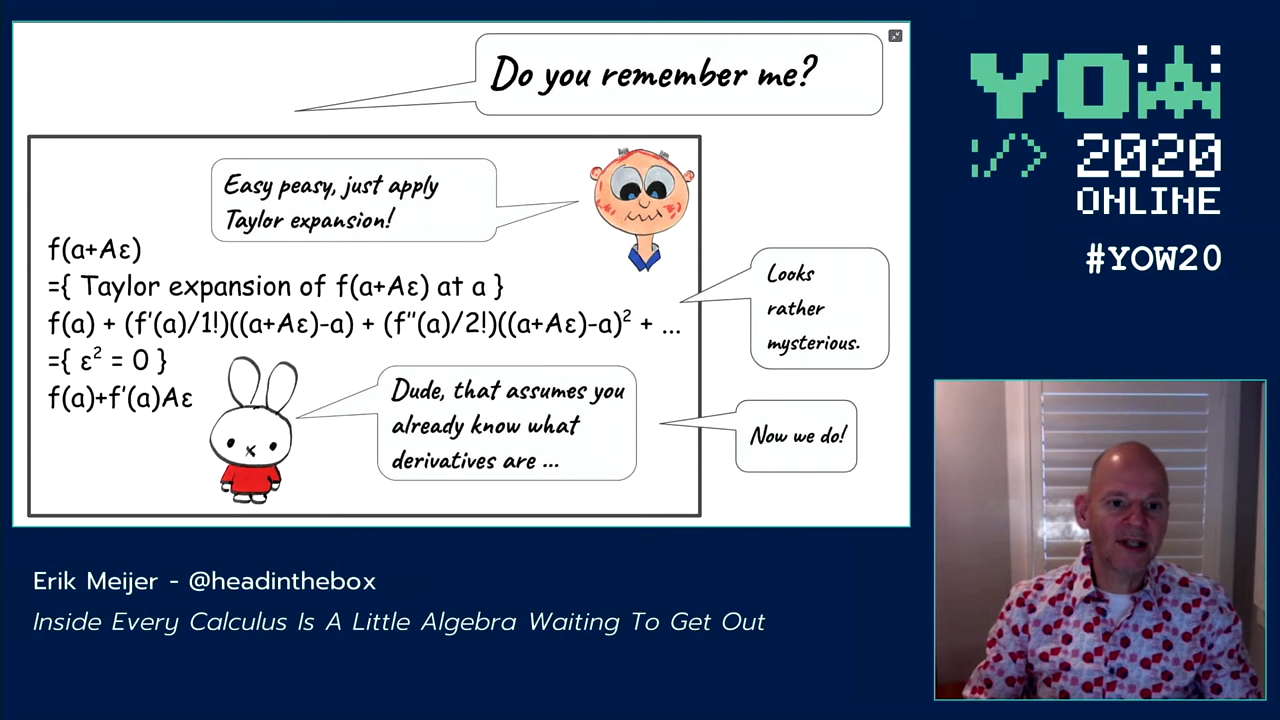 Do you remember me?
Easy peasy, just apply
Taylor expansion!
f(a+Aε)
={ Taylor expansion of f(a+Aε) at a }
f(a) + (f'(a)/1!)((a+Aε)-a) + (f''(a)/2!)((a+Aε)-a)² + ...
={ ε² = 0 }
f(a)+f'(a)Aε
Looks
rather
mysterious.
Dude, that assumes you
already know what
derivatives are ...
Now we do!
YOW
:/> 2020
ONLINE
#YOW20
Erik Meijer - @headinthebox
Inside Every Calculus Is A Little Algebra Waiting To Get Out